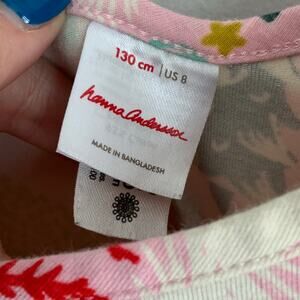 130 cm | US 8
hanna andersson
MADE IN BANGLADESH